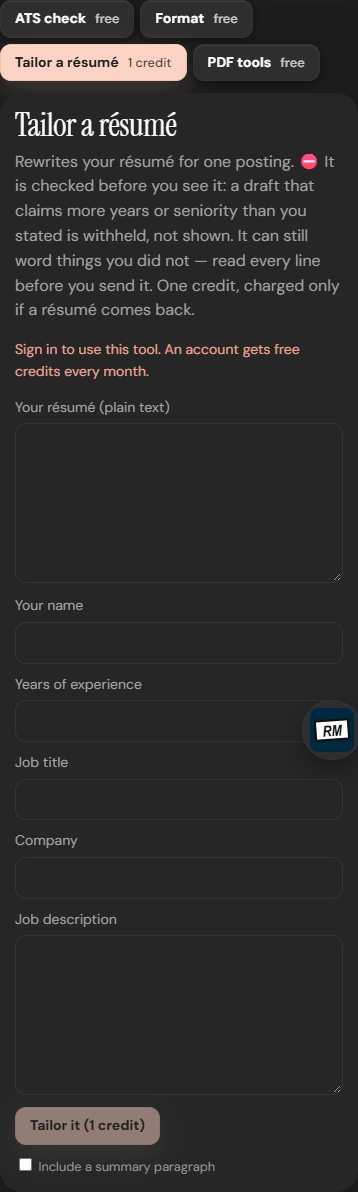 ATS check free
Format free
Tailor a résumé 1 credit
PDF tools free
Tailor a résumé
Rewrites your résumé for one posting. ⛔ It
is checked before you see it: a draft that
claims more years or seniority than you
stated is withheld, not shown. It can still
word things you did not — read every line
before you send it. One credit, charged only
if a résumé comes back.
Sign in to use this tool. An account gets free
credits every month.
Your résumé (plain text)
Your name
Years of experience
RM
Job title
Company
Job description
Tailor it (1 credit)
Include a summary paragraph